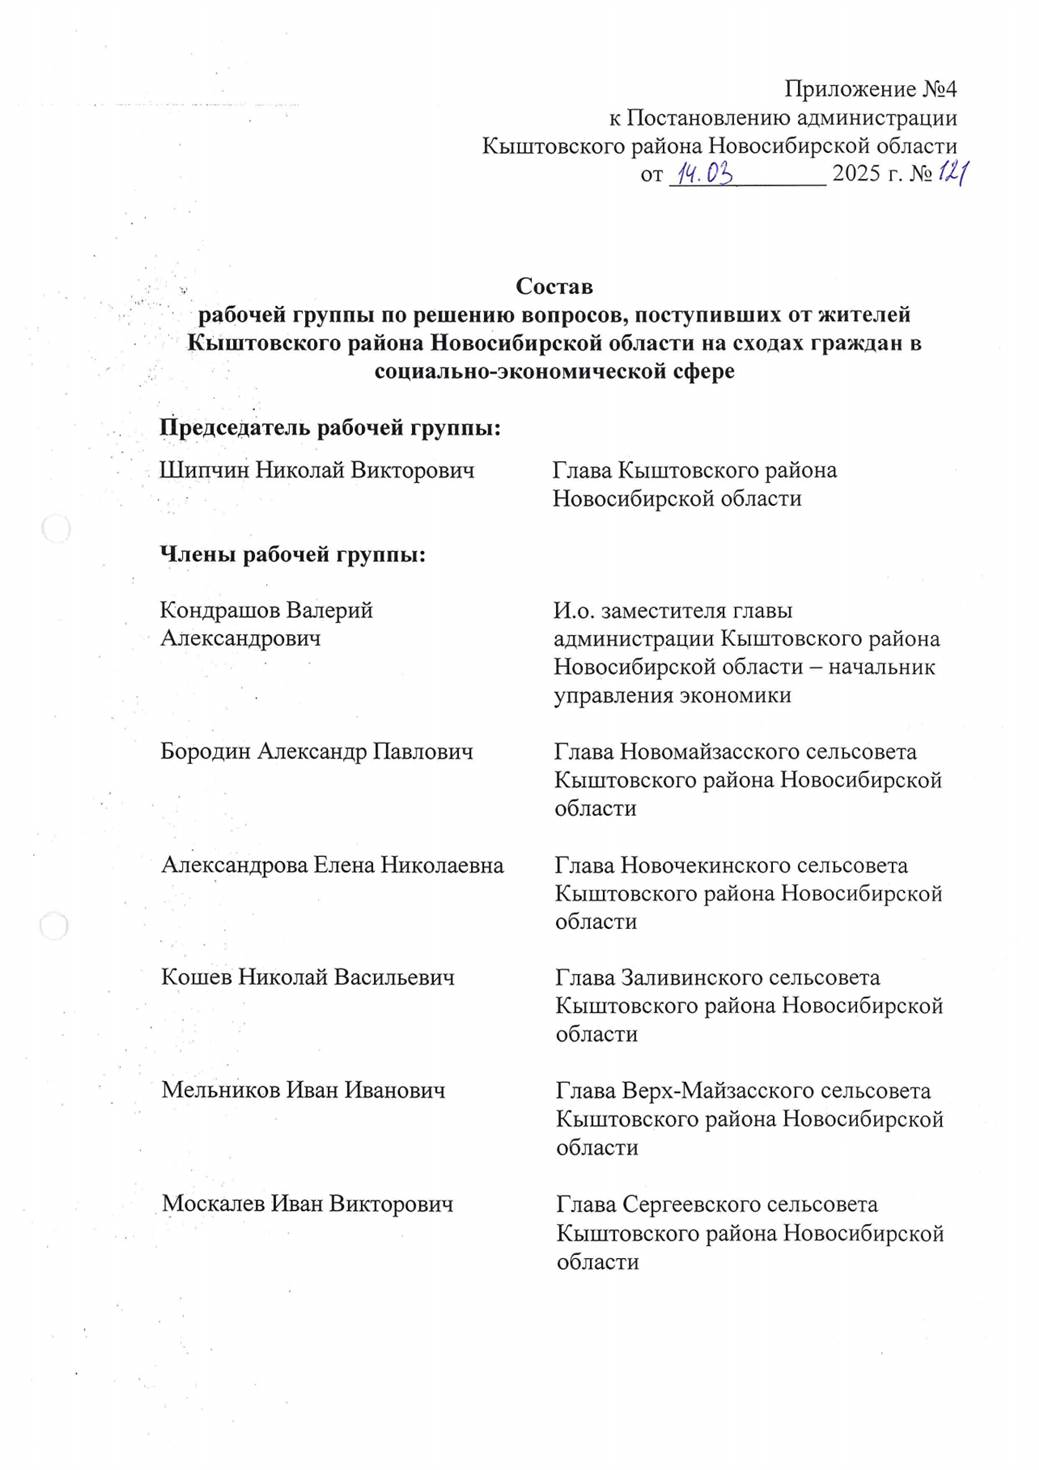 Приложение №4
к Постановлению администрации
Кыштовского района Новосибирской области
от 14.03 2025 г. № 121
Состав
рабочей группы по решению вопросов, поступивших от жителей
Кыштовского района Новосибирской области на сходах граждан в
социально-экономической сфере
Председатель рабочей группы:
Шипчин Николай Викторович Глава Кыштовского района
Новосибирской области
Члены рабочей группы:
Кондрашов Валерий И.о. заместителя главы
Александрович администрации Кыштовского района
Новосибирской области – начальник
управления экономики
Бородин Александр Павлович Глава Новомайзасского сельсовета
Кыштовского района Новосибирской
области
Александрова Елена Николаевна Глава Новочекинского сельсовета
Кыштовского района Новосибирской
области
Кошев Николай Васильевич Глава Заливинского сельсовета
Кыштовского района Новосибирской
области
Мельников Иван Иванович Глава Верх-Майзасского сельсовета
Кыштовского района Новосибирской
области
Москалев Иван Викторович Глава Сергеевского сельсовета
Кыштовского района Новосибирской
области